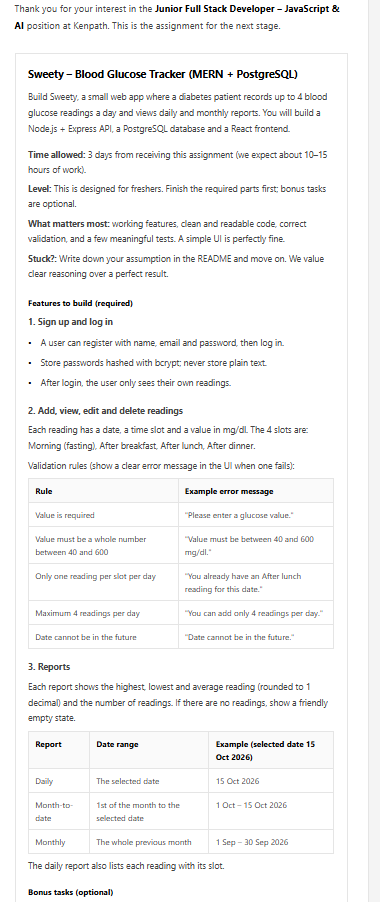 Thank you for your interest in the Junior Full Stack Developer – JavaScript &
AI position at Kenpath. This is the assignment for the next stage.
Sweety – Blood Glucose Tracker (MERN + PostgreSQL)
Build Sweety, a small web app where a diabetes patient records up to 4 blood
glucose readings a day and views daily and monthly reports. You will build a
Node.js + Express API, a PostgreSQL database and a React frontend.
Time allowed: 3 days from receiving this assignment (we expect about 10–15
hours of work).
Level: This is designed for freshers. Finish the required parts first; bonus tasks
are optional.
What matters most: working features, clean and readable code, correct
validation, and a few meaningful tests. A simple UI is perfectly fine.
Stuck?: Write down your assumption in the README and move on. We value
clear reasoning over a perfect result.
Features to build (required)
1. Sign up and log in
• A user can register with name, email and password, then log in.
• Store passwords hashed with bcrypt; never store plain text.
• After login, the user only sees their own readings.
2. Add, view, edit and delete readings
Each reading has a date, a time slot and a value in mg/dl. The 4 slots are:
Morning (fasting), After breakfast, After lunch, After dinner.
Validation rules (show a clear error message in the UI when one fails):
Rule Example error message
Value is required "Please enter a glucose value."
Value must be a whole number "Value must be between 40 and 600
between 40 and 600 mg/dl."
Only one reading per slot per day "You already have an After lunch
reading for this date."
Maximum 4 readings per day "You can add only 4 readings per day."
Date cannot be in the future "Date cannot be in the future."
3. Reports
Each report shows the highest, lowest and average reading (rounded to 1
decimal) and the number of readings. If there are no readings, show a friendly
empty state.
Report Date range Example (selected date 15
Oct 2026)
Daily The selected date 15 Oct 2026
Month-to- 1st of the month to the 1 Oct – 15 Oct 2026
date selected date
Monthly The whole previous month 1 Sep – 30 Sep 2026
The daily report also lists each reading with its slot.
Bonus tasks (optional)